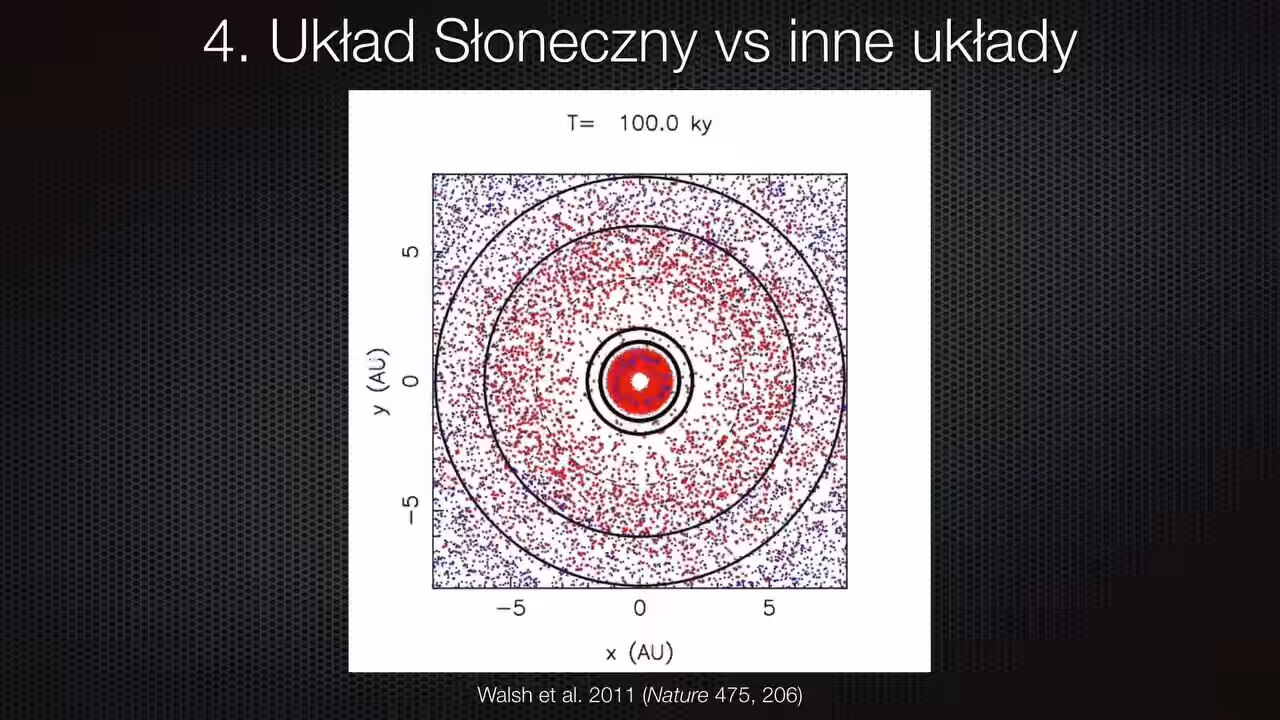 4. Układ Słoneczny vs inne układy
T= 100.0 ky
5
0
-5
y (AU)
-5 0 5
x (AU)
Walsh et al. 2011 (Nature 475, 206)